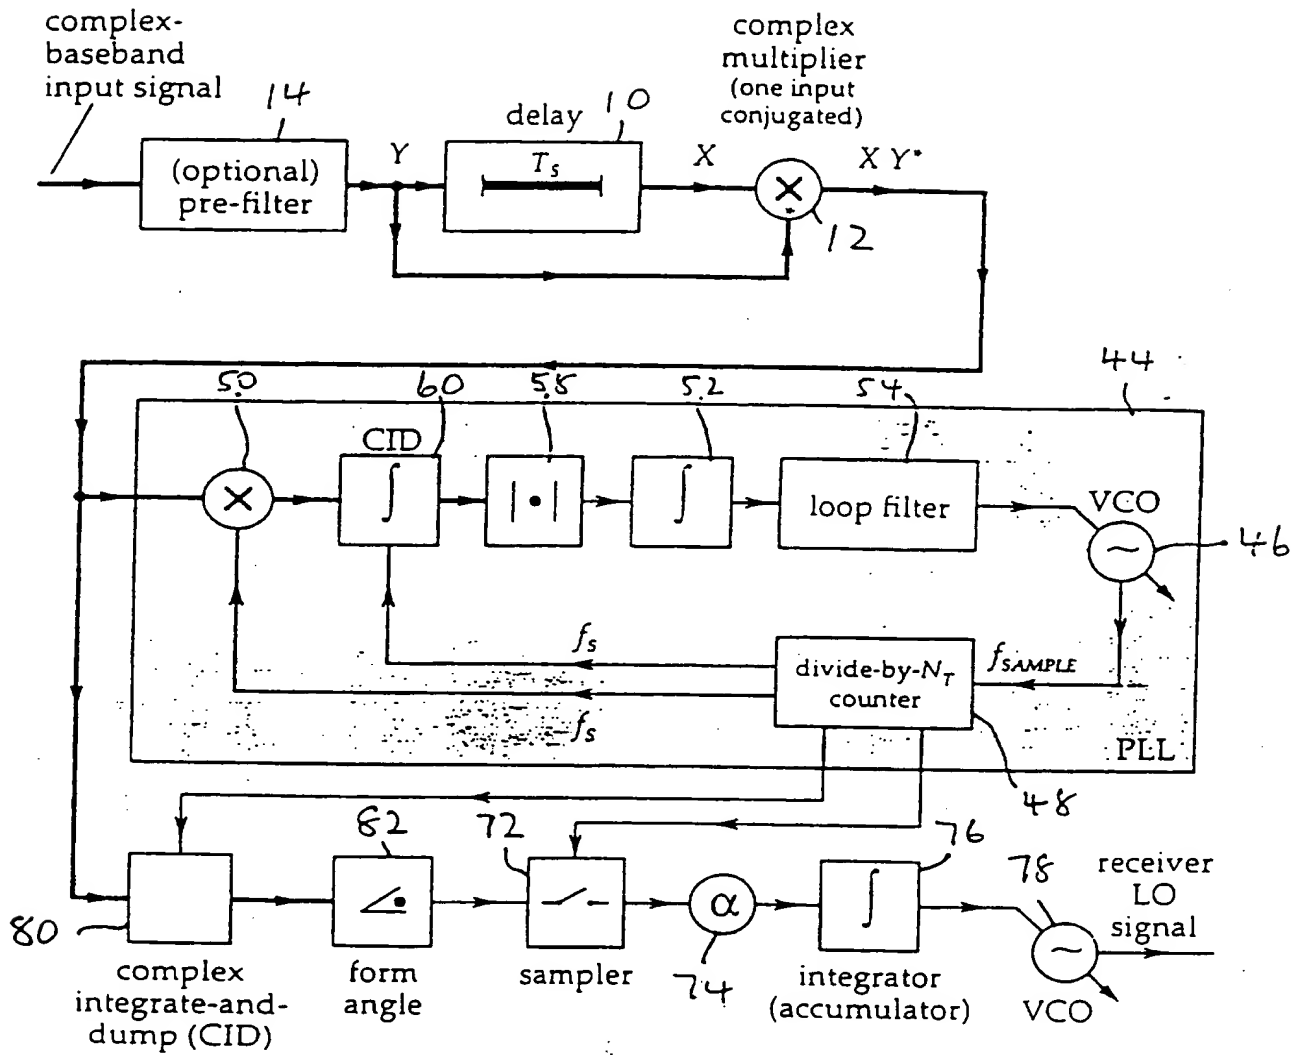 complex-
baseband
input signal
14
(optional)
pre-filter
Y
delay
10
T_s
X
complex
multiplier
(one input
conjugated)
X Y*
12
44
50
60
58
52
54
CID
∫
|•|
∫
loop filter
VCO
46
f_s
f_s
divide-by-N_T
counter
f_SAMPLE
PLL
48
80
complex
integrate-and-
dump (CID)
82
form
angle
72
sampler
α
74
76
∫
integrator
(accumulator)
78
VCO
receiver
LO
signal